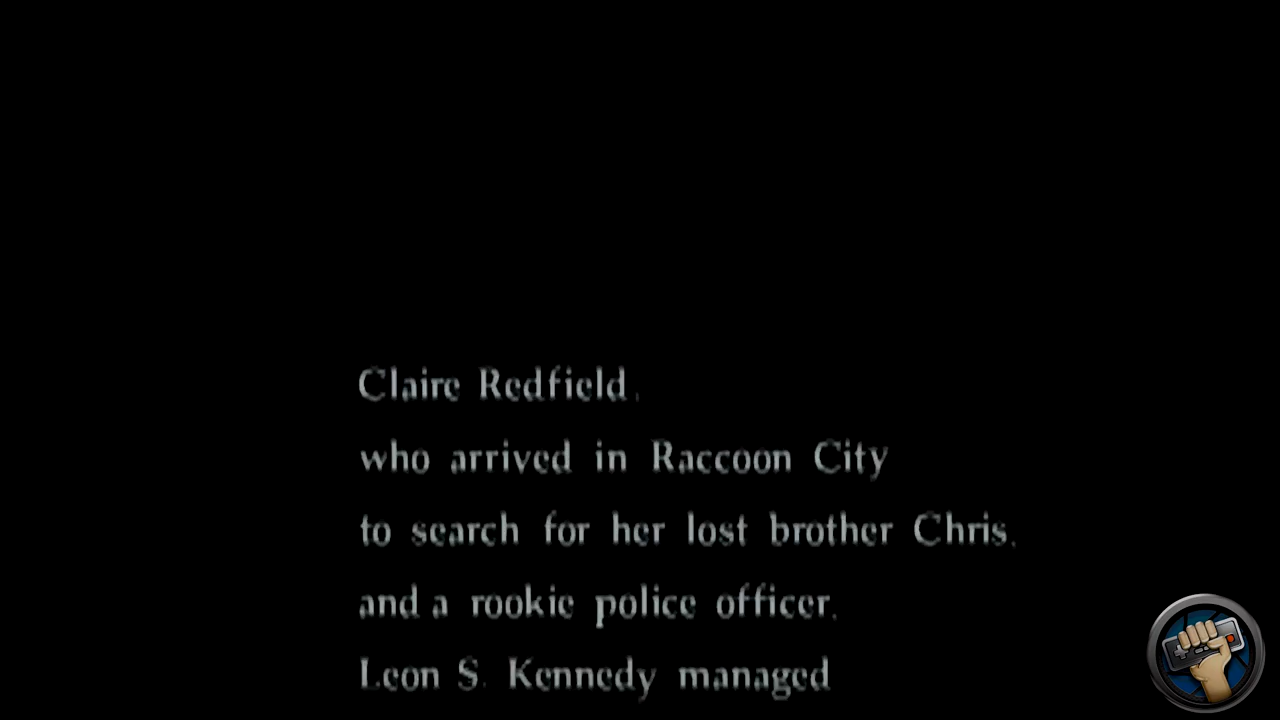 Claire Redfield,
who arrived in Raccoon City
to search for her lost brother Chris,
and a rookie police officer,
Leon S. Kennedy managed